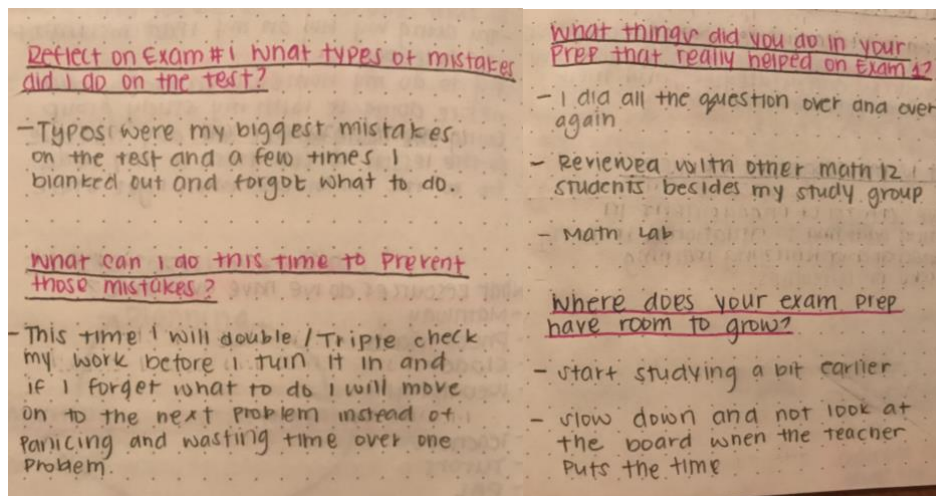 Reflect on Exam #1 What types of mistakes
did I do on the test?
- Typos were my biggest mistakes
on the test and a few times I
blanked out and forgot what to do.
What can I do this time to Prevent
those mistakes?
- This time I will double/Triple check
my work before I turn it in and
if I forget what to do I will move
on to the next problem instead of
Panicing and wasting time over one
Problem.
What things did you do in your
Prep that really helped on Exam 1?
- I did all the question over and over
again
- Reviewed with other math 12
students besides my study group
- Math Lab
Where does your exam prep
have room to grow?
- start studying a bit earlier
- slow down and not look at
the board when the teacher
Puts the time